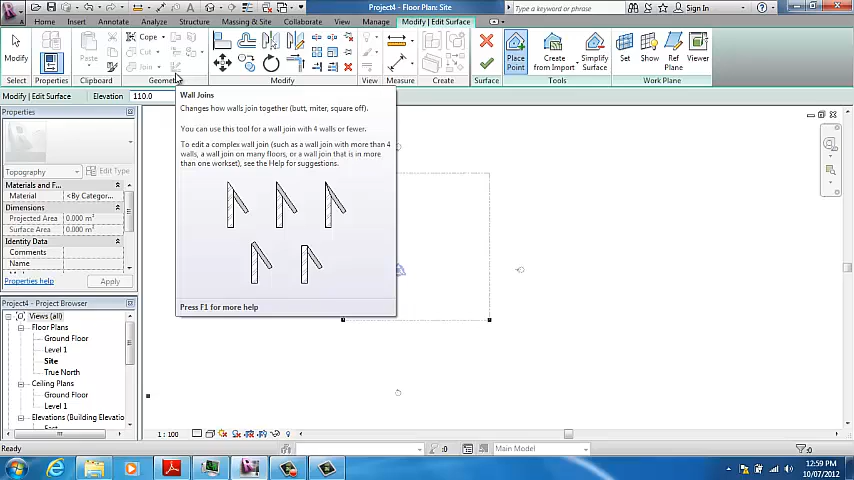 Project4 - Floor Plan: Site
Sign In
Home
Insert
Annotate
Analyze
Structure
Massing & Site
Collaborate
View
Manage
Modify | Edit Surface
Modify
Paste
Cope
Cut
Join
Place Point
Create from Import
Simplify Surface
Set
Show
Ref Plane
Viewer
Select
Properties
Clipboard
Geometry
Modify
View
Measure
Create
Surface
Tools
Work Plane
Modify | Edit Surface
Elevation
110.0
Wall Joins
Changes how walls join together (butt, miter, square off).
You can use this tool for a wall join with 4 walls or fewer.
To edit a complex wall join (such as a wall join with more than 4
walls, a wall join on many floors, or a wall join that is in more
than one workset), see the Help for suggestions.
Press F1 for more help
Properties
Topography
Edit Type
Materials and F...
Material
<By Categor...
Dimensions
Projected Area
0.000 m²
Surface Area
0.000 m²
Identity Data
Comments
Properties help
Apply
Project4 - Project Browser
Views (all)
Floor Plans
Ground Floor
Level 1
Site
True North
Ceiling Plans
Ground Floor
Level 1
Elevations (Building Elevatio
East
1 : 100
Ready
:0
Main Model
:0
12:59 PM
10/07/2012